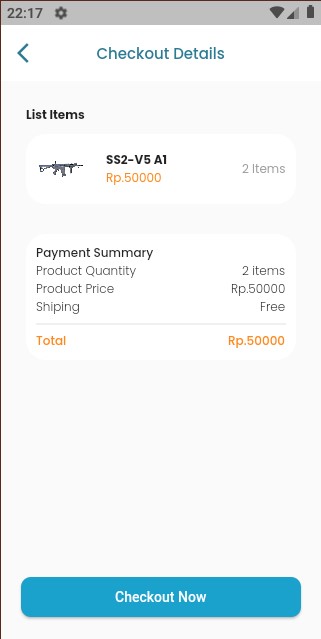 22:17
Checkout Details
List Items
SS2-V5 A1
Rp.50000
2 Items
Payment Summary
Product Quantity 2 items
Product Price Rp.50000
Shiping Free
Total Rp.50000
Checkout Now